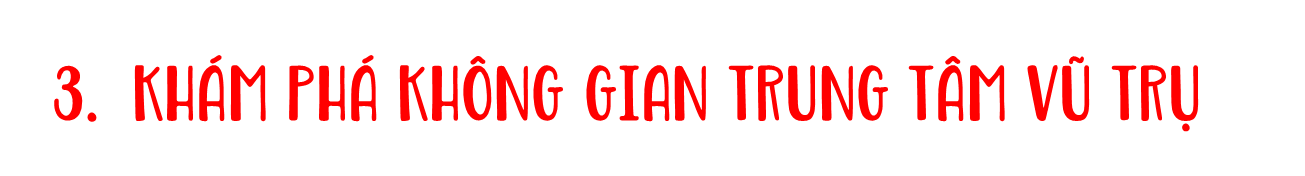 3. KHÁM PHÁ KHÔNG GIAN TRUNG TÂM VŨ TRỤ